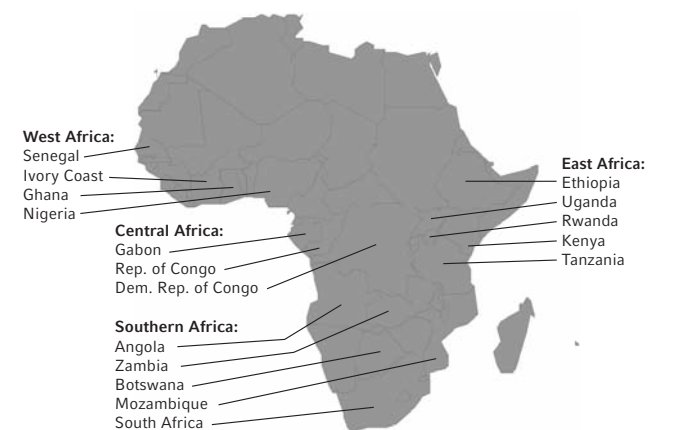 West Africa:
Senegal
Ivory Coast
Ghana
Nigeria
Central Africa:
Gabon
Rep. of Congo
Dem. Rep. of Congo
Southern Africa:
Angola
Zambia
Botswana
Mozambique
South Africa
East Africa:
Ethiopia
Uganda
Rwanda
Kenya
Tanzania